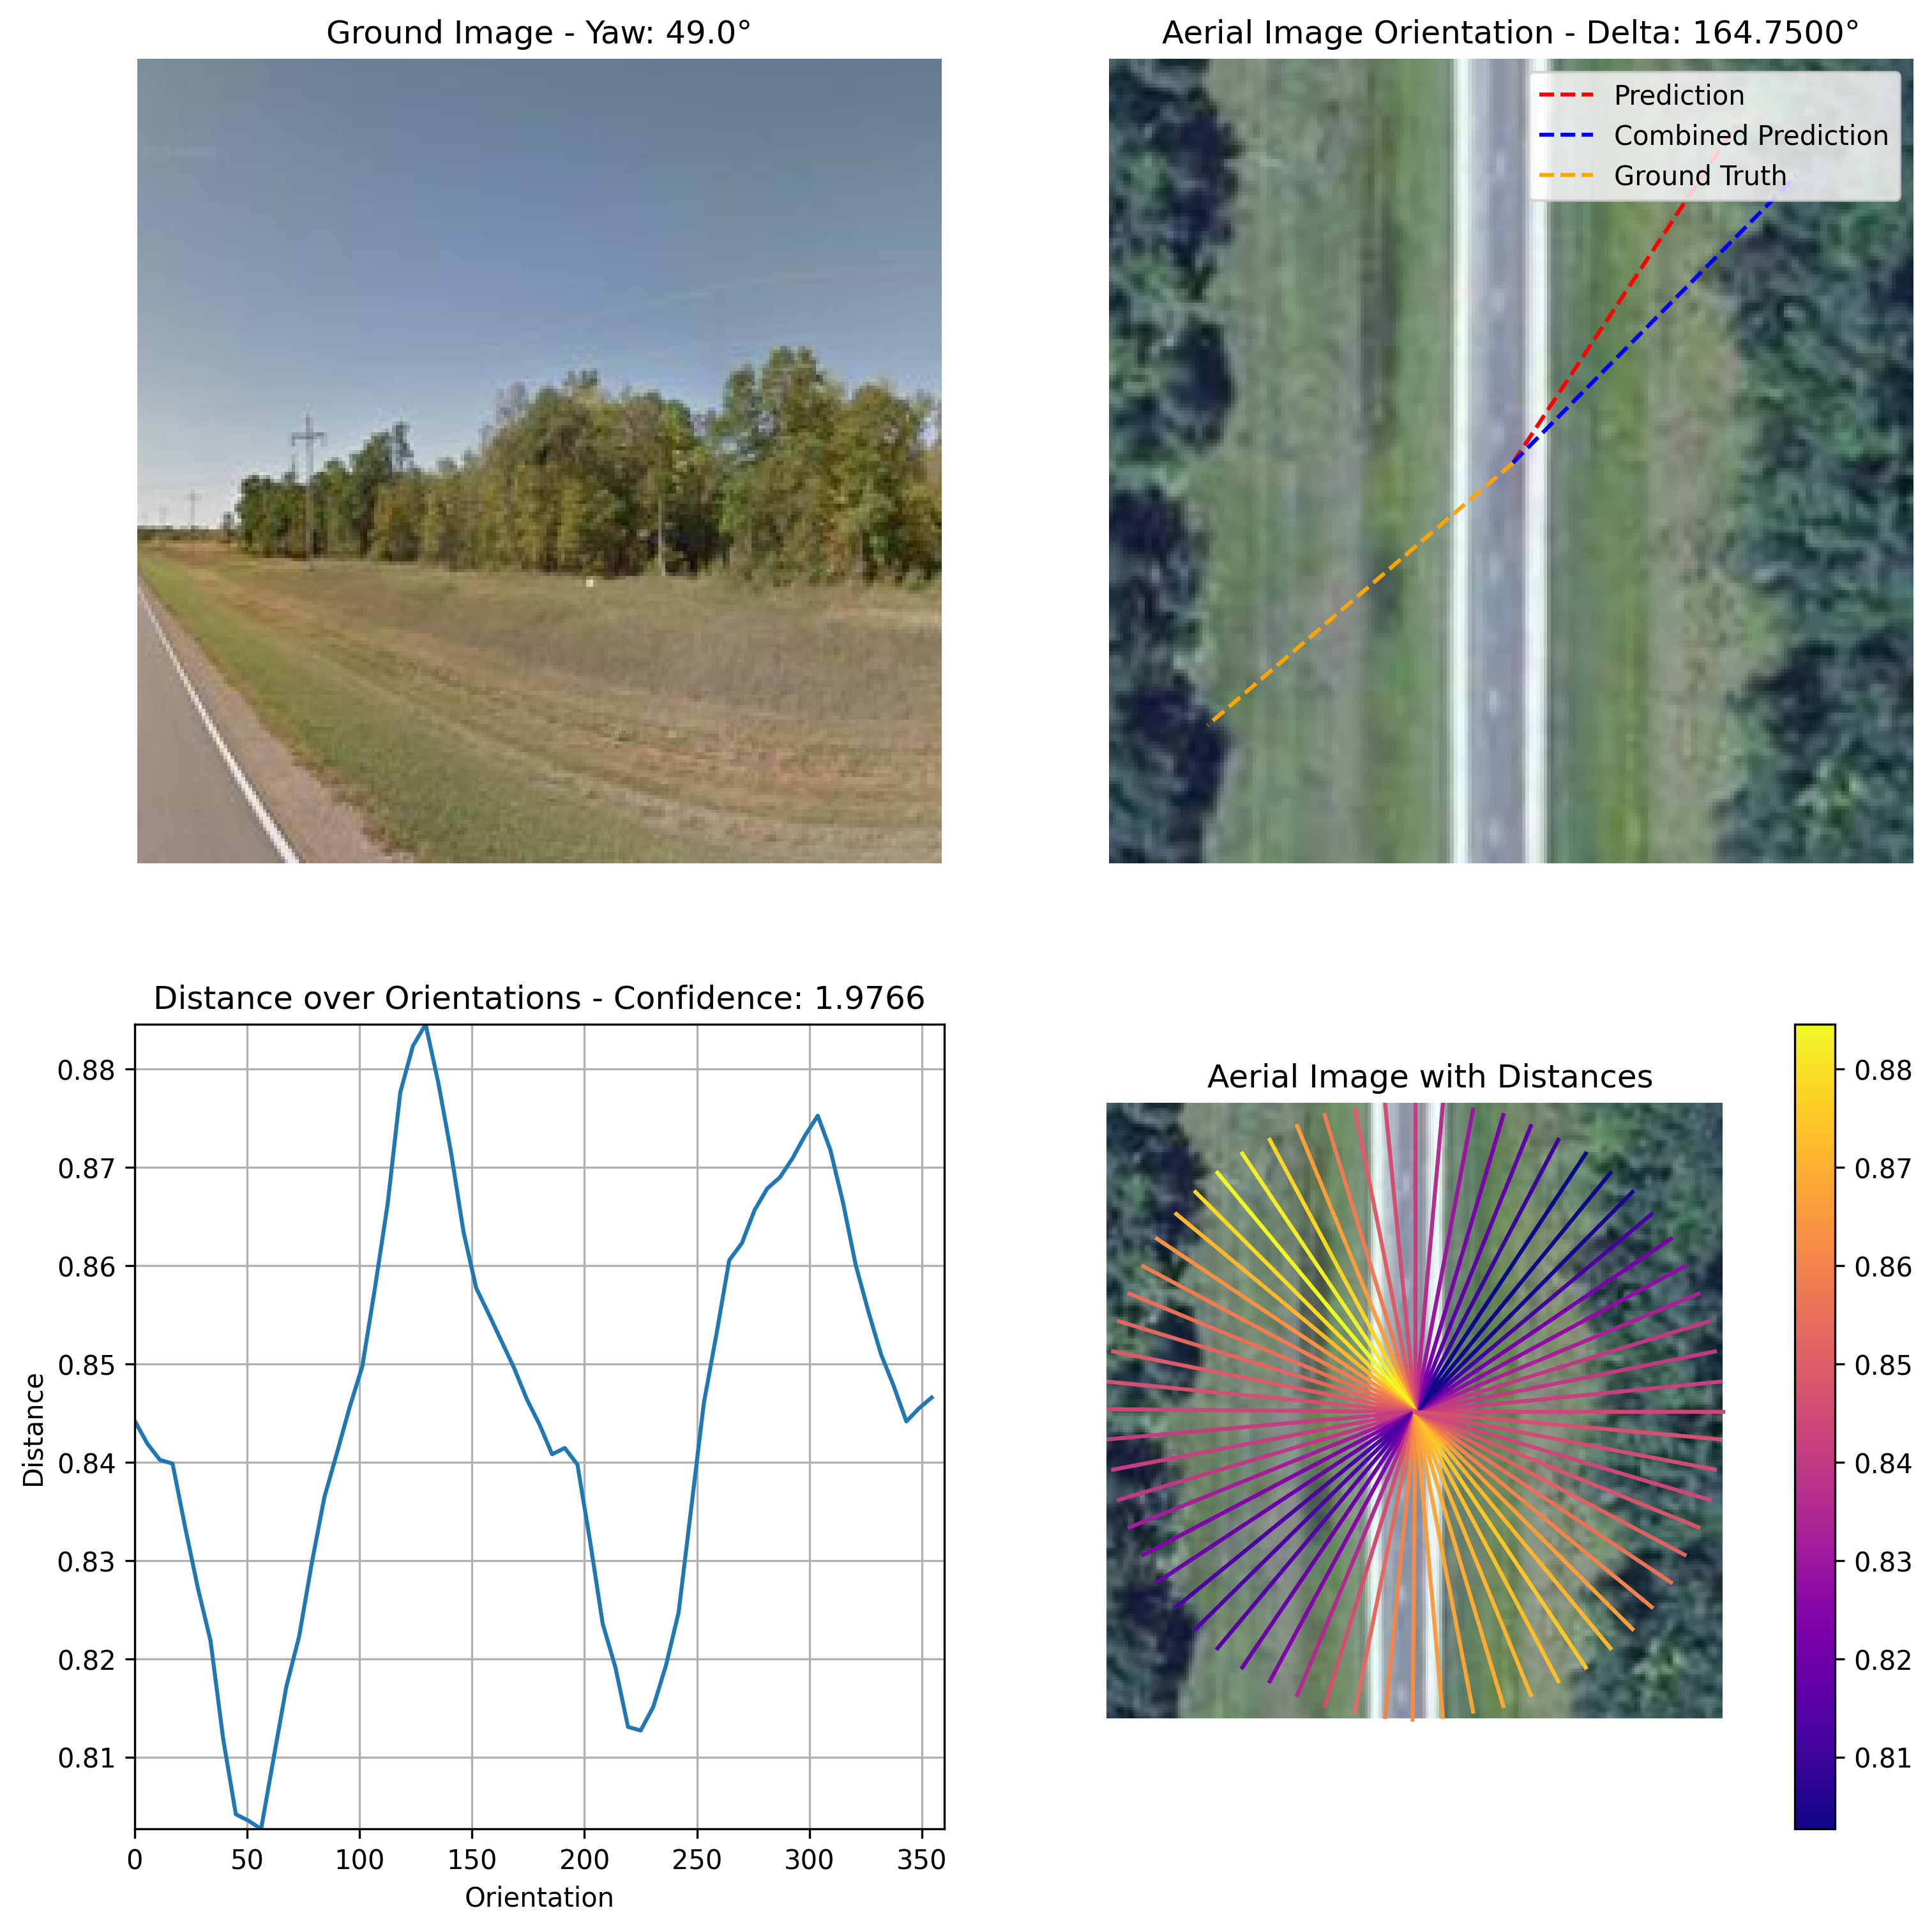 Ground Image - Yaw: 49.0°
Aerial Image Orientation - Delta: 164.7500°
Prediction
Combined Prediction
Ground Truth
Distance over Orientations - Confidence: 1.9766
0.88
0.87
0.86
0.85
0.84
0.83
0.82
0.81
Distance
0
50
100
150
200
250
300
350
Orientation
Aerial Image with Distances
0.88
0.87
0.86
0.85
0.84
0.83
0.82
0.81